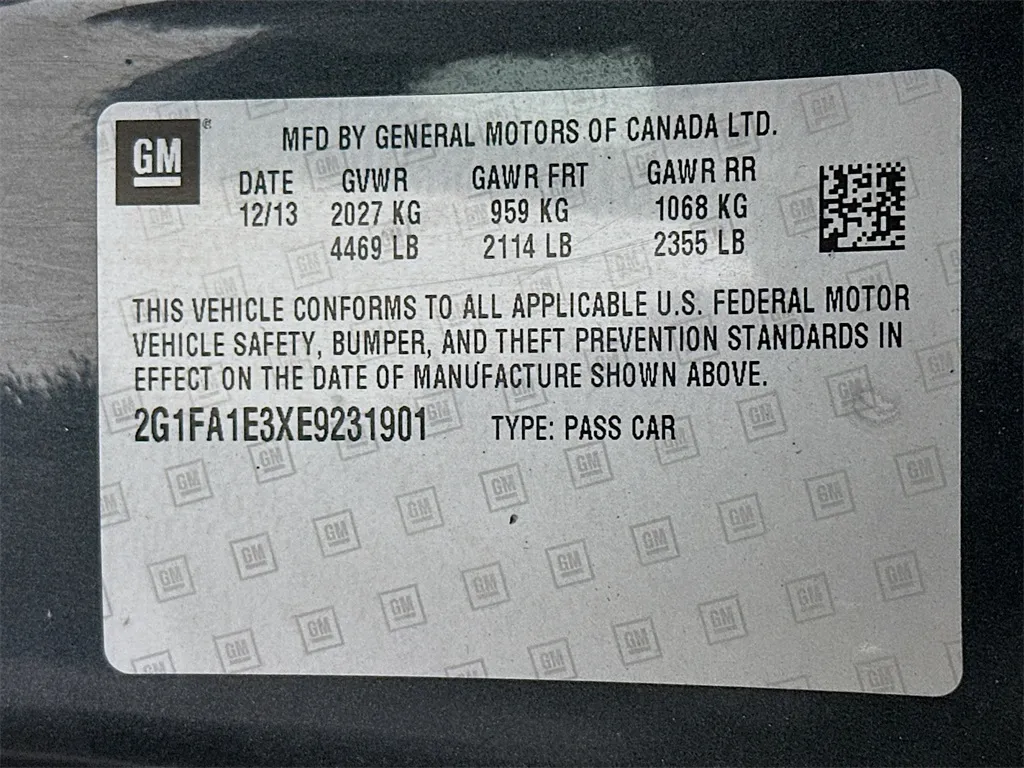 GM ®
MFD BY GENERAL MOTORS OF CANADA LTD.
DATE GVWR GAWR FRT GAWR RR
12/13 2027 KG 959 KG 1068 KG
4469 LB 2114 LB 2355 LB
THIS VEHICLE CONFORMS TO ALL APPLICABLE U.S. FEDERAL MOTOR
VEHICLE SAFETY, BUMPER, AND THEFT PREVENTION STANDARDS IN
EFFECT ON THE DATE OF MANUFACTURE SHOWN ABOVE.
2G1FA1E3XE9231901 TYPE: PASS CAR